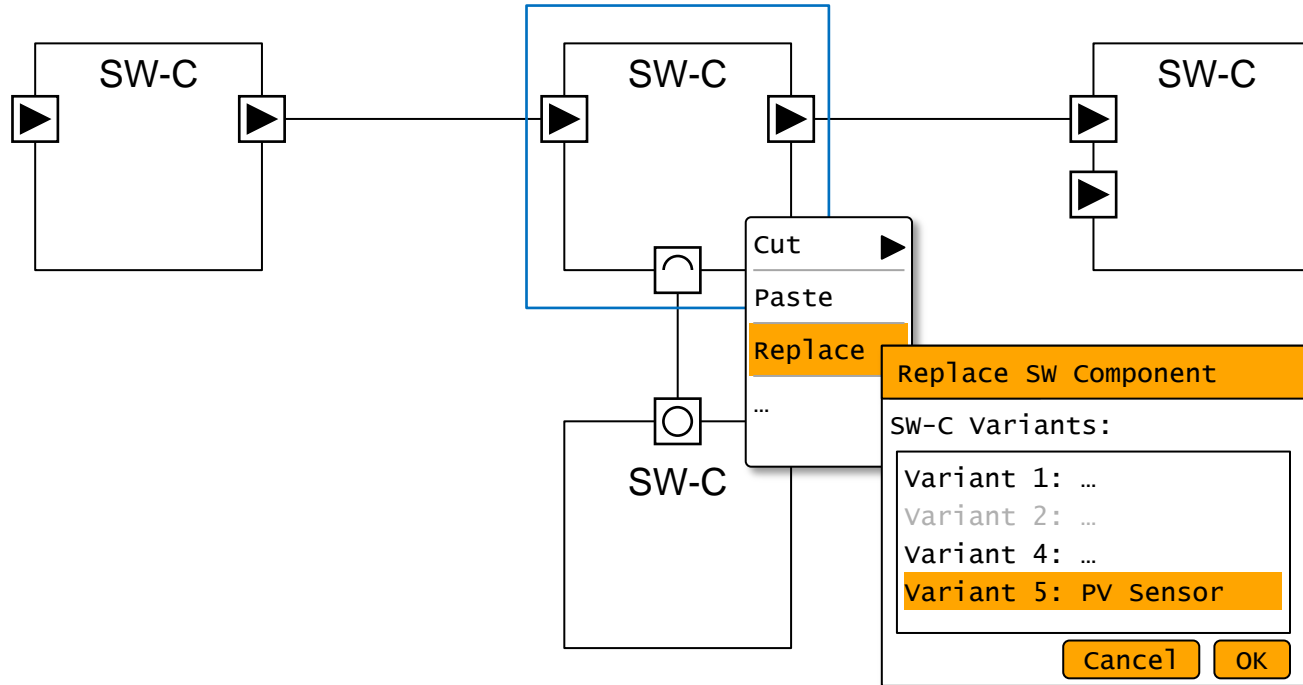 SW-C
SW-C
SW-C
Cut
Paste
Replace
…
Replace SW Component
SW-C Variants:
Variant 1: …
Variant 2: …
Variant 4: …
Variant 5: PV Sensor
Cancel
OK
SW-C